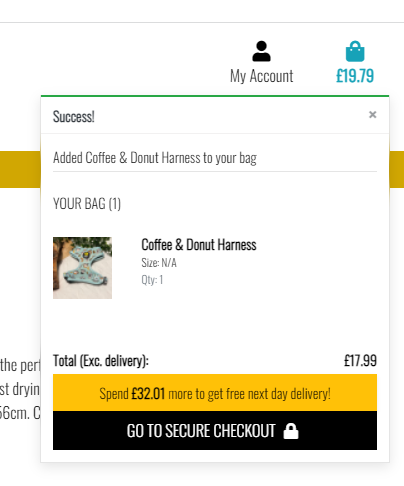 My Account
£19.79
Success!
×
Added Coffee & Donut Harness to your bag
YOUR BAG (1)
Coffee & Donut Harness
Size: N/A
Qty: 1
the perf
Total (Exc. delivery): £17.99
st dryin
Spend £32.01 more to get free next day delivery!
56cm. C
GO TO SECURE CHECKOUT